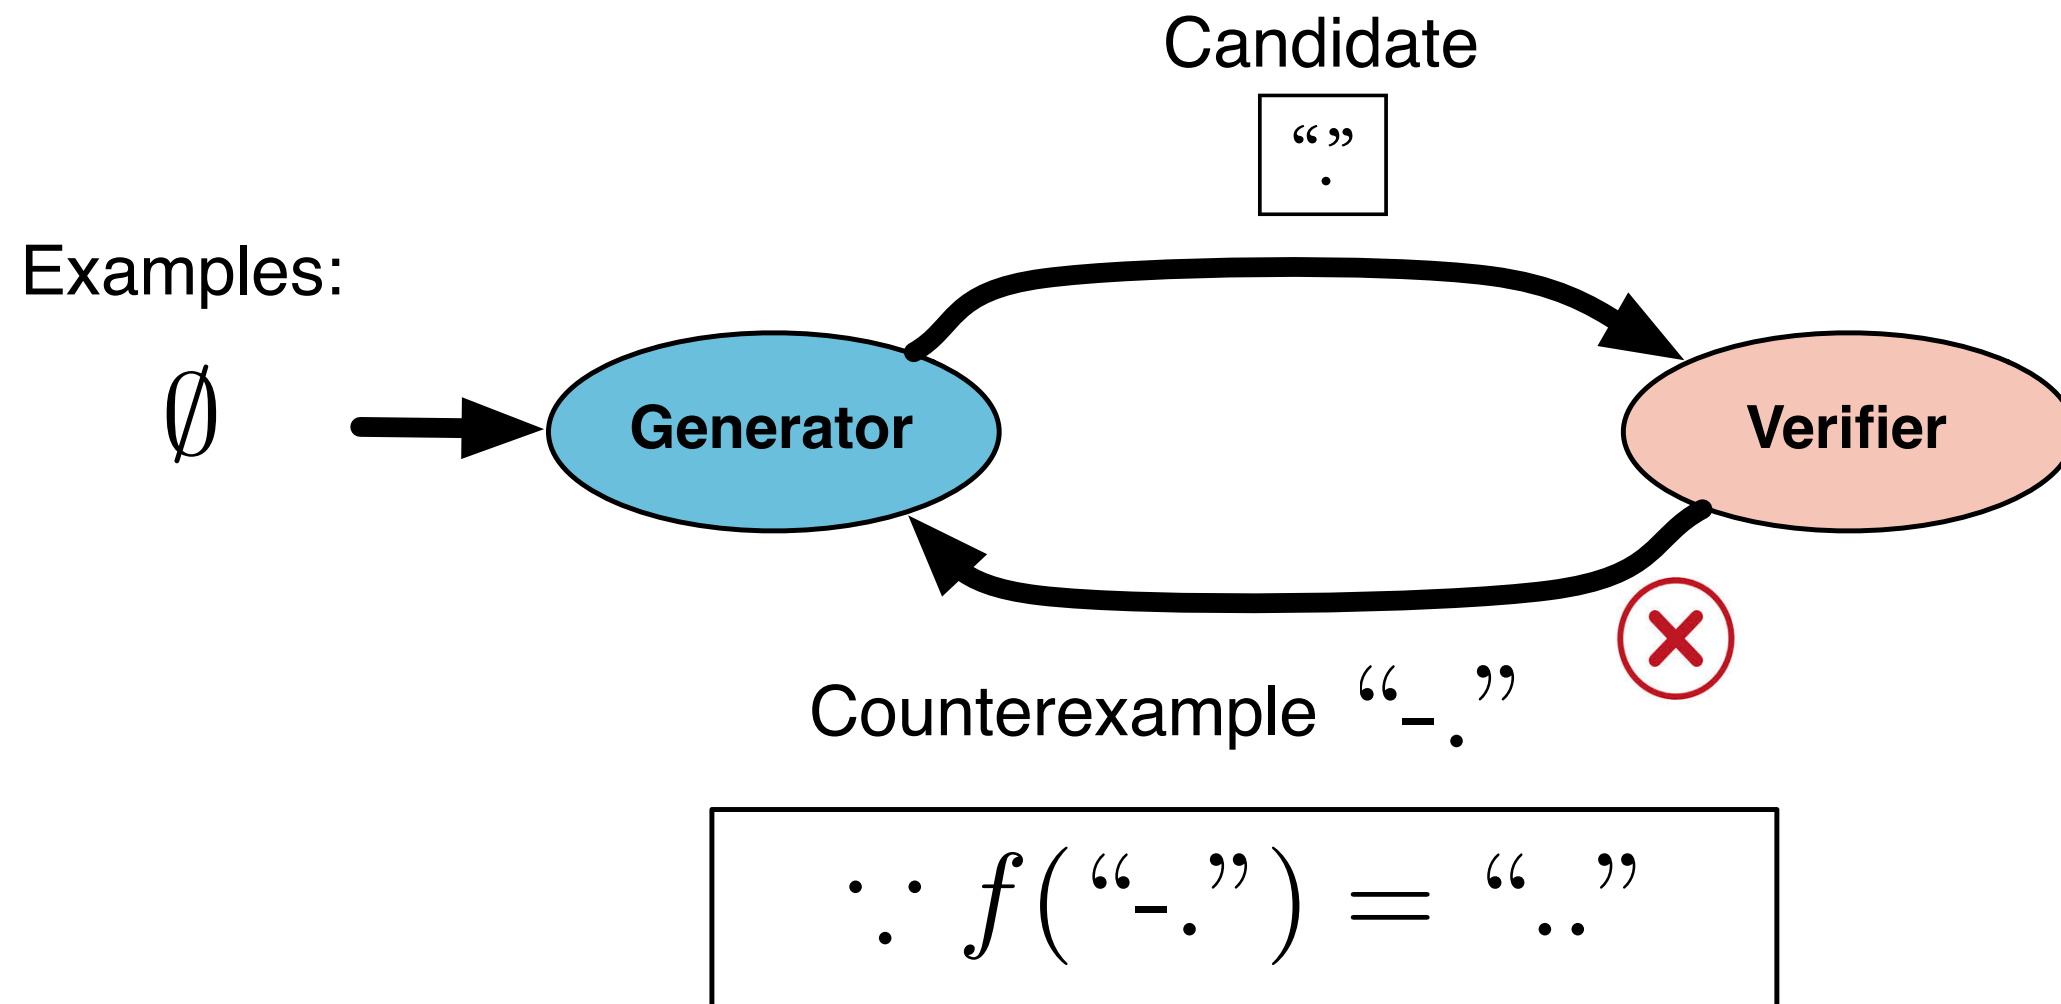 Candidate
“.”
Examples:
∅
Generator
Verifier
Counterexample “-.”
∵ f(“-.”) = “..”